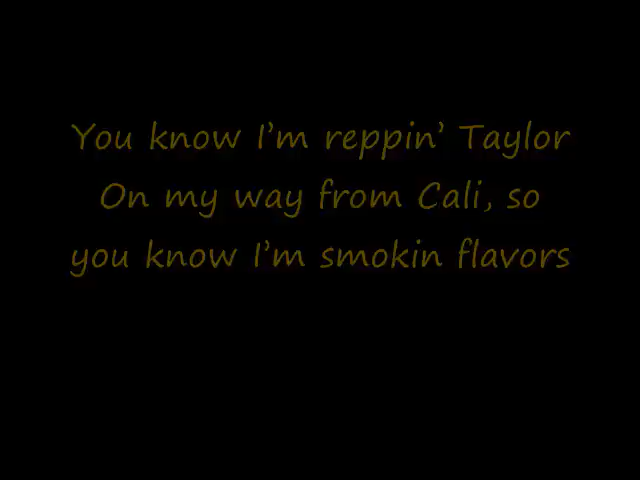 You know I'm reppin' Taylor
On my way from Cali, so
you know I'm smokin flavors